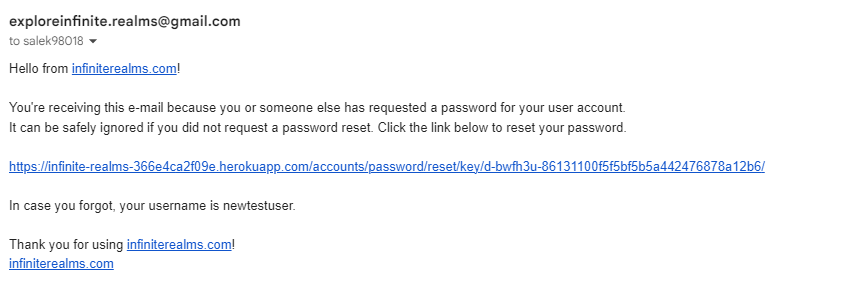 exploreinfinite.realms@gmail.com
to salek98018
Hello from infiniterealms.com!
You're receiving this e-mail because you or someone else has requested a password for your user account.
It can be safely ignored if you did not request a password reset. Click the link below to reset your password.
https://infinite-realms-366e4ca2f09e.herokuapp.com/accounts/password/reset/key/d-bwfh3u-86131100f5f5bf5b5a442476878a12b6/
In case you forgot, your username is newtestuser.
Thank you for using infiniterealms.com!
infiniterealms.com